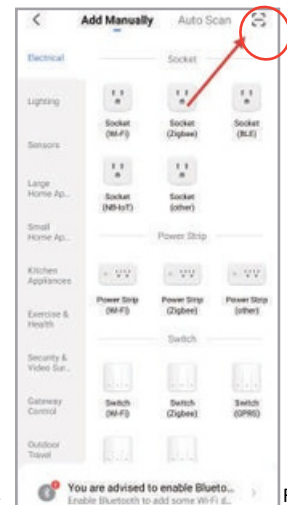 Add Manually Auto Scan
Electrical
Socket
Lighting
Socket
(Wi-Fi)
Socket
(Zigbee)
Socket
(BLE)
Sensors
Large
Home Ap...
Socket
(NB-IoT)
Socket
(other)
Small
Home Ap...
Power Strip
Kitchen
Appliances
Power Strip
(Wi-Fi)
Power Strip
(Zigbee)
Power Strip
(other)
Exercise &
Health
Switch
Security &
Video Sur...
Gateway
Control
Switch
(Wi-Fi)
Switch
(Zigbee)
Switch
(GPRS)
Outdoor
Travel
You are advised to enable Blueto...
Enable Bluetooth to add some Wi-Fi d...